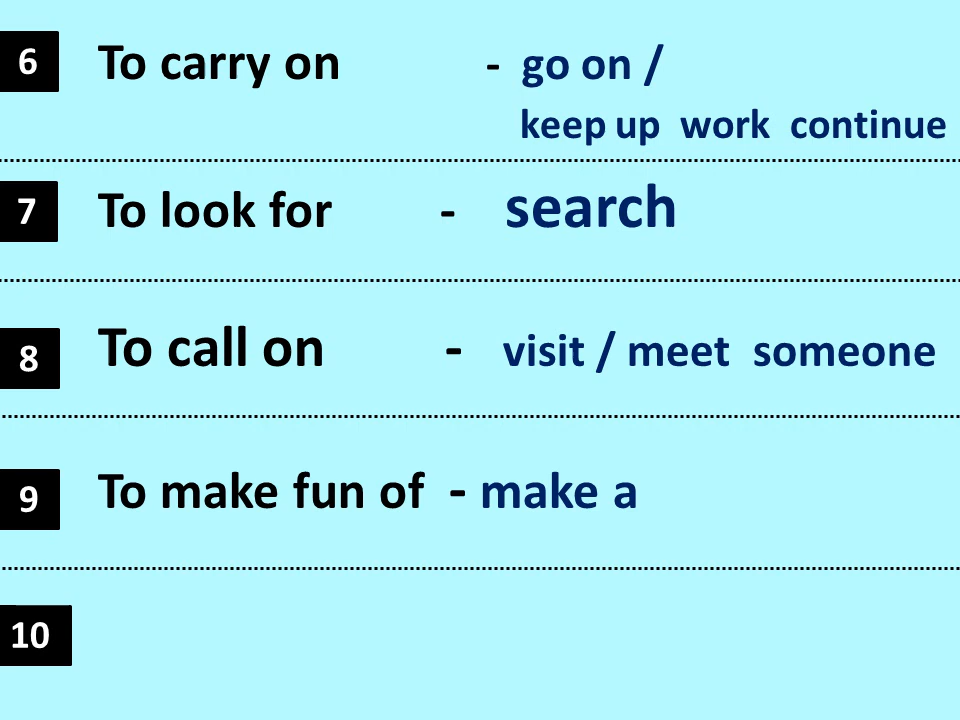 6 To carry on - go on /
keep up work continue
7 To look for - search
8 To call on - visit / meet someone
9 To make fun of - make a
10